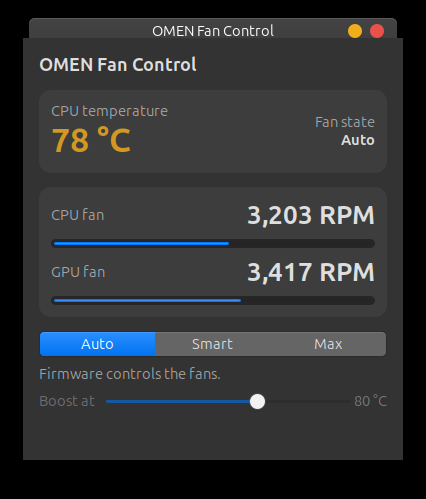 OMEN Fan Control
OMEN Fan Control
CPU temperature
78 °C
Fan state
Auto
CPU fan
3,203 RPM
GPU fan
3,417 RPM
Auto
Smart
Max
Firmware controls the fans.
Boost at
80 °C